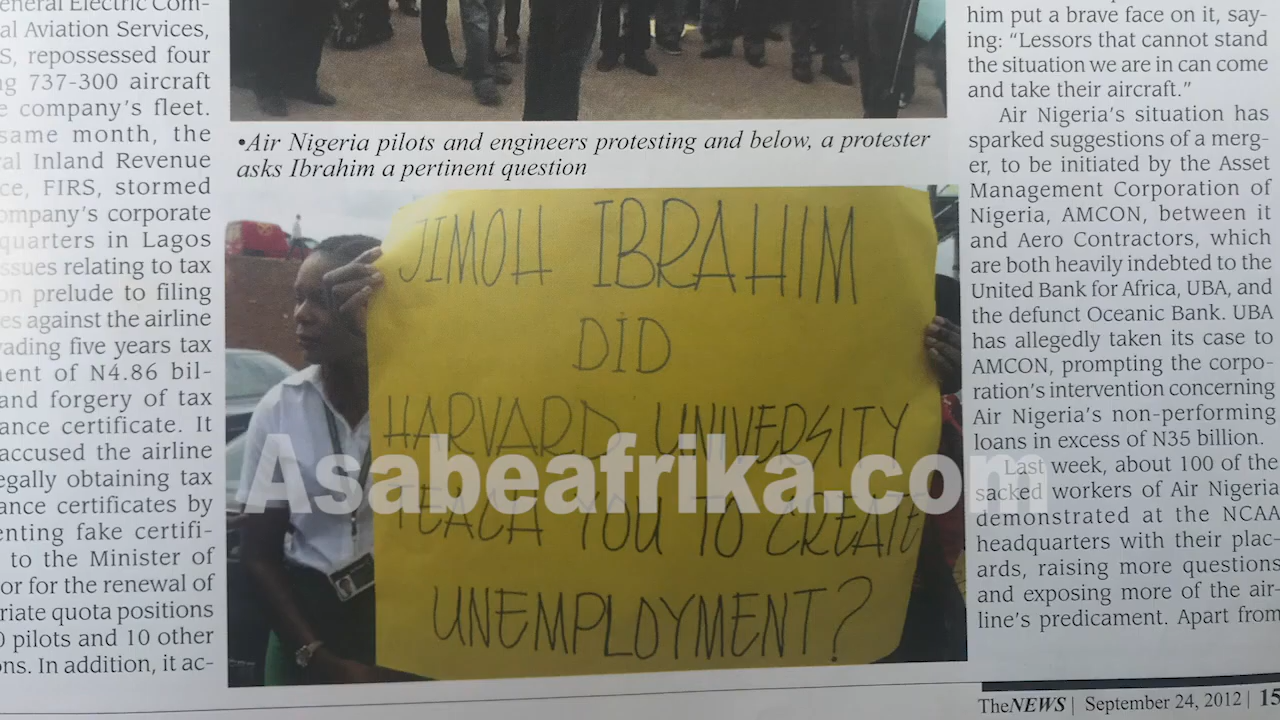 eneral Electric Com-
al Aviation Services,
S, repossessed four
g 737-300 aircraft
e company's fleet.
same month, the
al Inland Revenue
ce, FIRS, stormed
ompany's corporate
quarters in Lagos
ssues relating to tax
on prelude to filing
es against the airline
vading five years tax
ment of N4.86 bil-
and forgery of tax
ance certificate. It
accused the airline
egally obtaining tax
ance certificates by
enting fake certifi-
to the Minister of
or for the renewal of
riate quota positions
0 pilots and 10 other
ns. In addition, it ac-
•Air Nigeria pilots and engineers protesting and below, a protester
asks Ibrahim a pertinent question
JIMOH IBRAHIM
DID
HARVARD UNIVERSITY
TEACH YOU TO CREATE
UNEMPLOYMENT?
Asabeafrika.com
him put a brave face on it, say-
ing: “Lessors that cannot stand
the situation we are in can come
and take their aircraft.”
Air Nigeria's situation has
sparked suggestions of a merg-
er, to be initiated by the Asset
Management Corporation of
Nigeria, AMCON, between it
and Aero Contractors, which
are both heavily indebted to the
United Bank for Africa, UBA, and
the defunct Oceanic Bank. UBA
has allegedly taken its case to
AMCON, prompting the corpo-
ration's intervention concerning
Air Nigeria's non-performing
loans in excess of N35 billion.
Last week, about 100 of the
sacked workers of Air Nigeria
demonstrated at the NCAA
headquarters with their plac-
ards, raising more questions
and exposing more of the air-
line's predicament. Apart from
TheNEWS | September 24, 2012 | 15